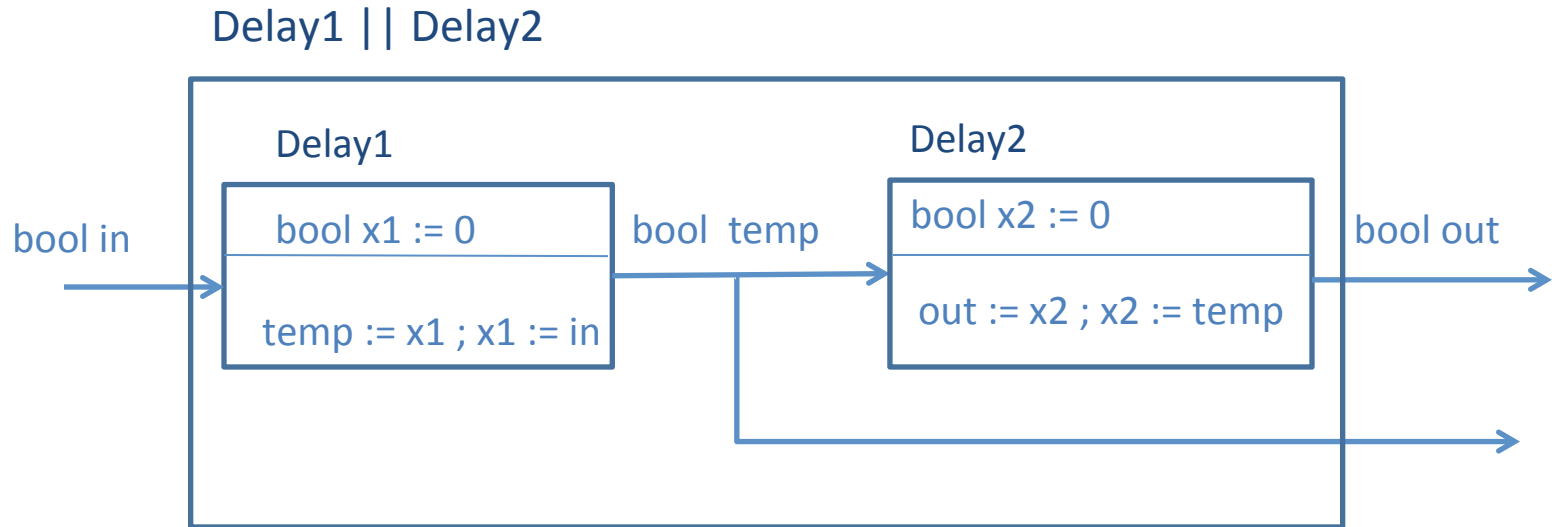 Delay1 || Delay2
Delay1
Delay2
bool in
bool x1 := 0
bool temp
bool x2 := 0
bool out
temp := x1 ; x1 := in
out := x2 ; x2 := temp